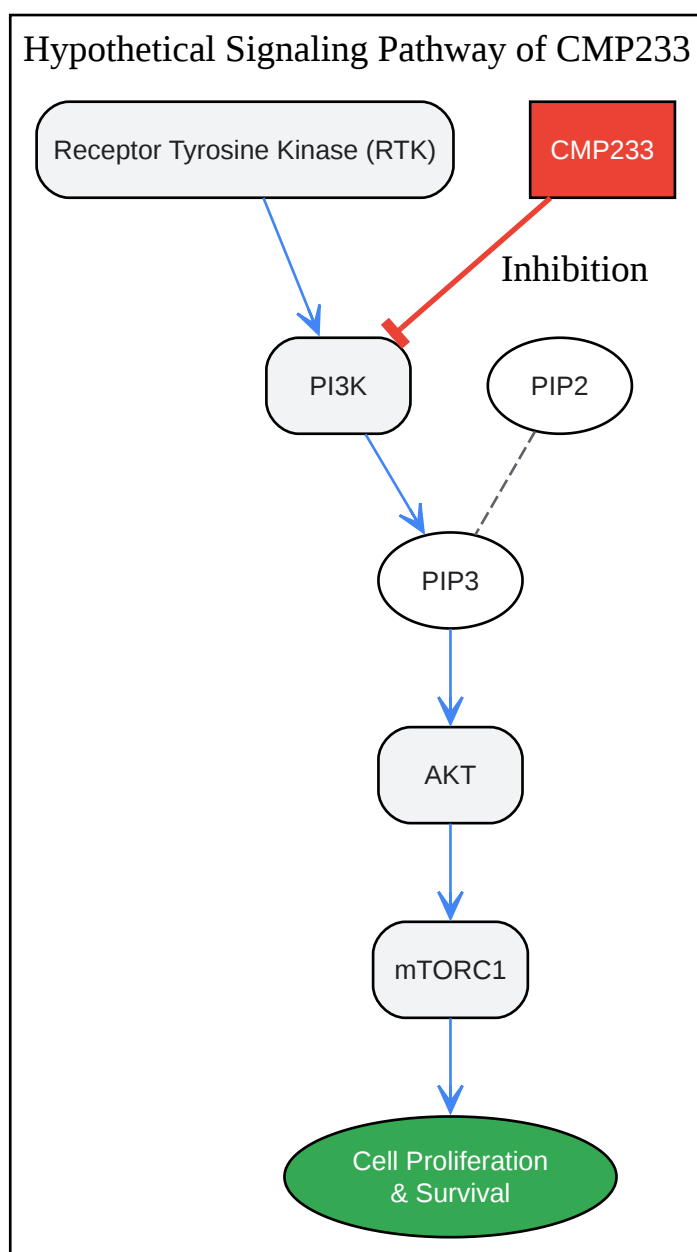 Hypothetical Signaling Pathway of CMP233
Receptor Tyrosine Kinase (RTK)
CMP233
Inhibition
PI3K
PIP2
PIP3
AKT
mTORC1
Cell Proliferation
& Survival